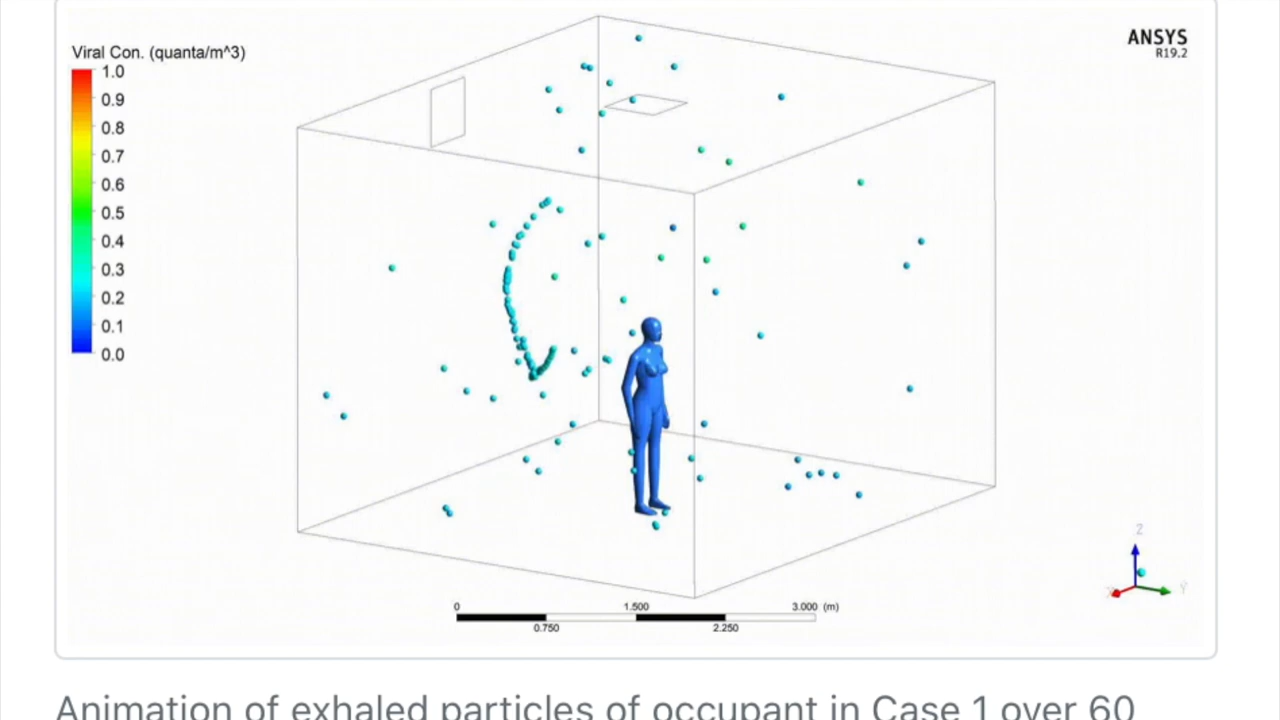 Viral Con. (quanta/m^3)
1.0
0.9
0.8
0.7
0.6
0.5
0.4
0.3
0.2
0.1
0.0
ANSYS
R19.2
Z
Y
X
0 1.500 3.000 (m)
0.750 2.250
Animation of exhaled particles of occupant in Case 1 over 60